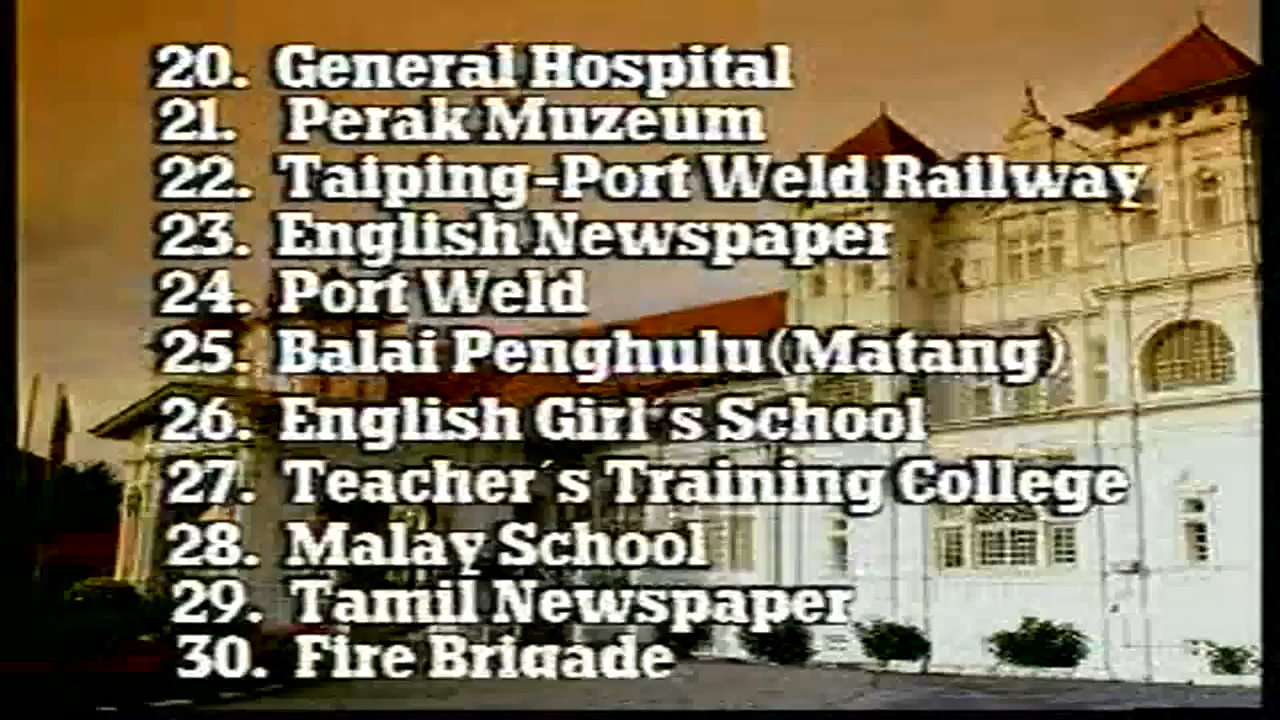 20. General Hospital
21. Perak Muzeum
22. Taiping-Port Weld Railway
23. English Newspaper
24. Port Weld
25. Balai Penghulu (Matang)
26. English Girl's School
27. Teacher's Training College
28. Malay School
29. Tamil Newspaper
30. Fire Brigade